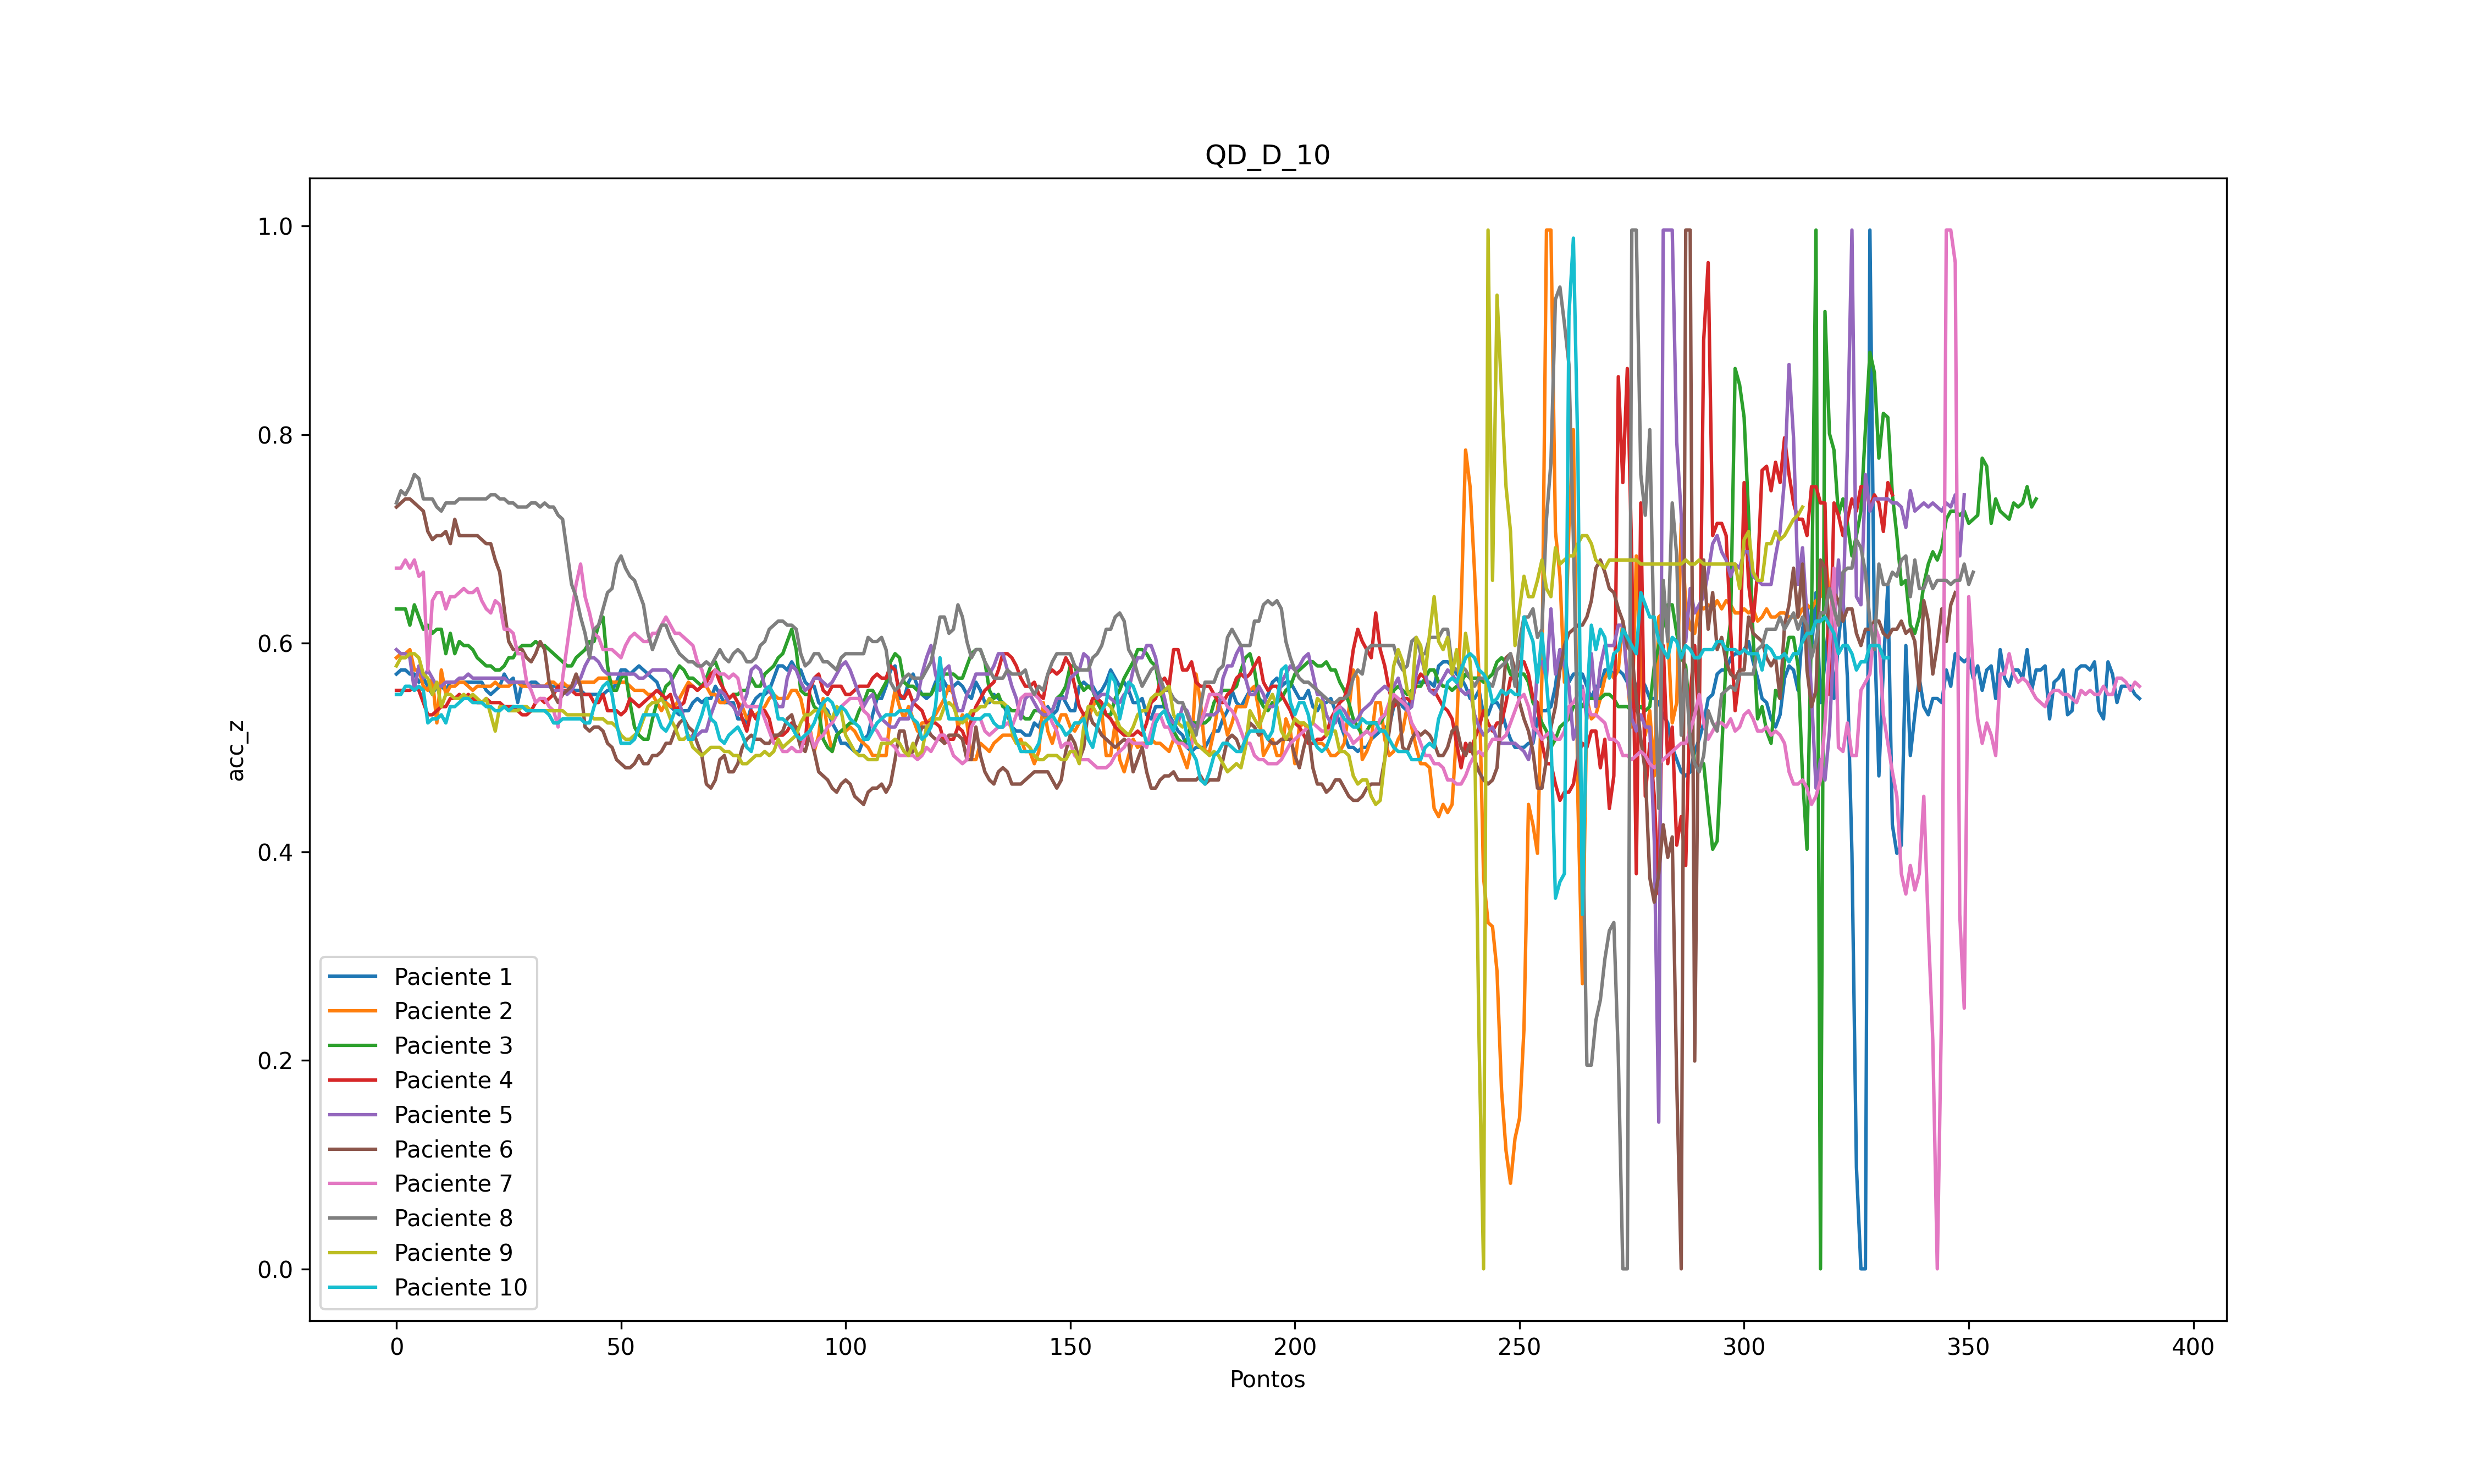 QD_D_10
acc_z
1.0
0.8
0.6
0.4
0.2
0.0
Paciente 1
Paciente 2
Paciente 3
Paciente 4
Paciente 5
Paciente 6
Paciente 7
Paciente 8
Paciente 9
Paciente 10
0 50 100 150 200 250 300 350 400
Pontos